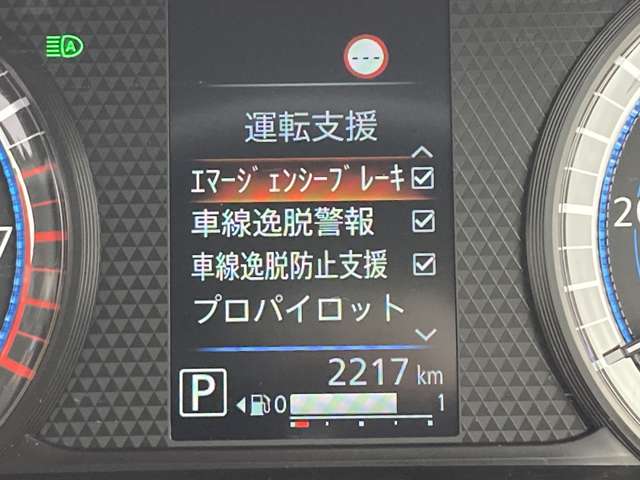 A
---
運転支援
ｴﾏｰｼﾞｪﾝｼｰﾌﾞﾚｰｷ
車線逸脱警報
車線逸脱防止支援
プロパイロット
7
20
2217 km
P
0 1